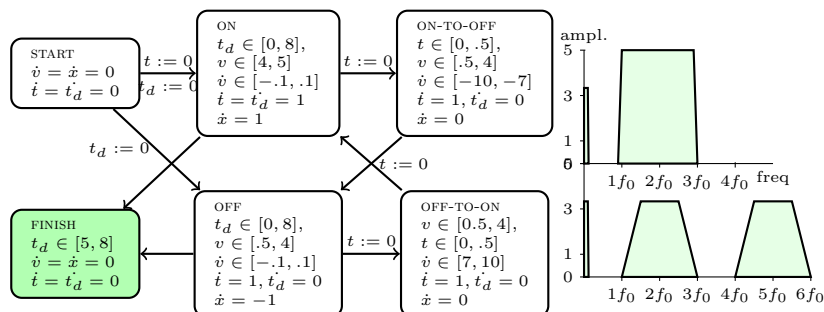 START
v̇ = ẋ = 0
ṫ = ṫ_d = 0
t := 0
t_d := 0
ON
t_d ∈ [0, 8],
v ∈ [4, 5]
v̇ ∈ [−.1, .1]
ṫ = ṫ_d = 1
ẋ = 1
t := 0
ON-TO-OFF
t ∈ [0, .5],
v ∈ [.5, 4]
v̇ ∈ [−10, −7]
ṫ = 1, ṫ_d = 0
ẋ = 0
t_d := 0
t := 0
FINISH
t_d ∈ [5, 8]
v̇ = ẋ = 0
ṫ = ṫ_d = 0
OFF
t_d ∈ [0, 8],
v ∈ [.5, 4]
v̇ ∈ [−.1, .1]
ṫ = 1, ṫ_d = 0
ẋ = −1
t := 0
OFF-TO-ON
v ∈ [0.5, 4],
t ∈ [0, .5]
v̇ ∈ [7, 10]
ṫ = 1, ṫ_d = 0
ẋ = 0
ampl.
5
3
1
0
1f₀ 2f₀ 3f₀ 4f₀ freq
5
3
1
0
1f₀ 2f₀ 3f₀ 4f₀ 5f₀ 6f₀